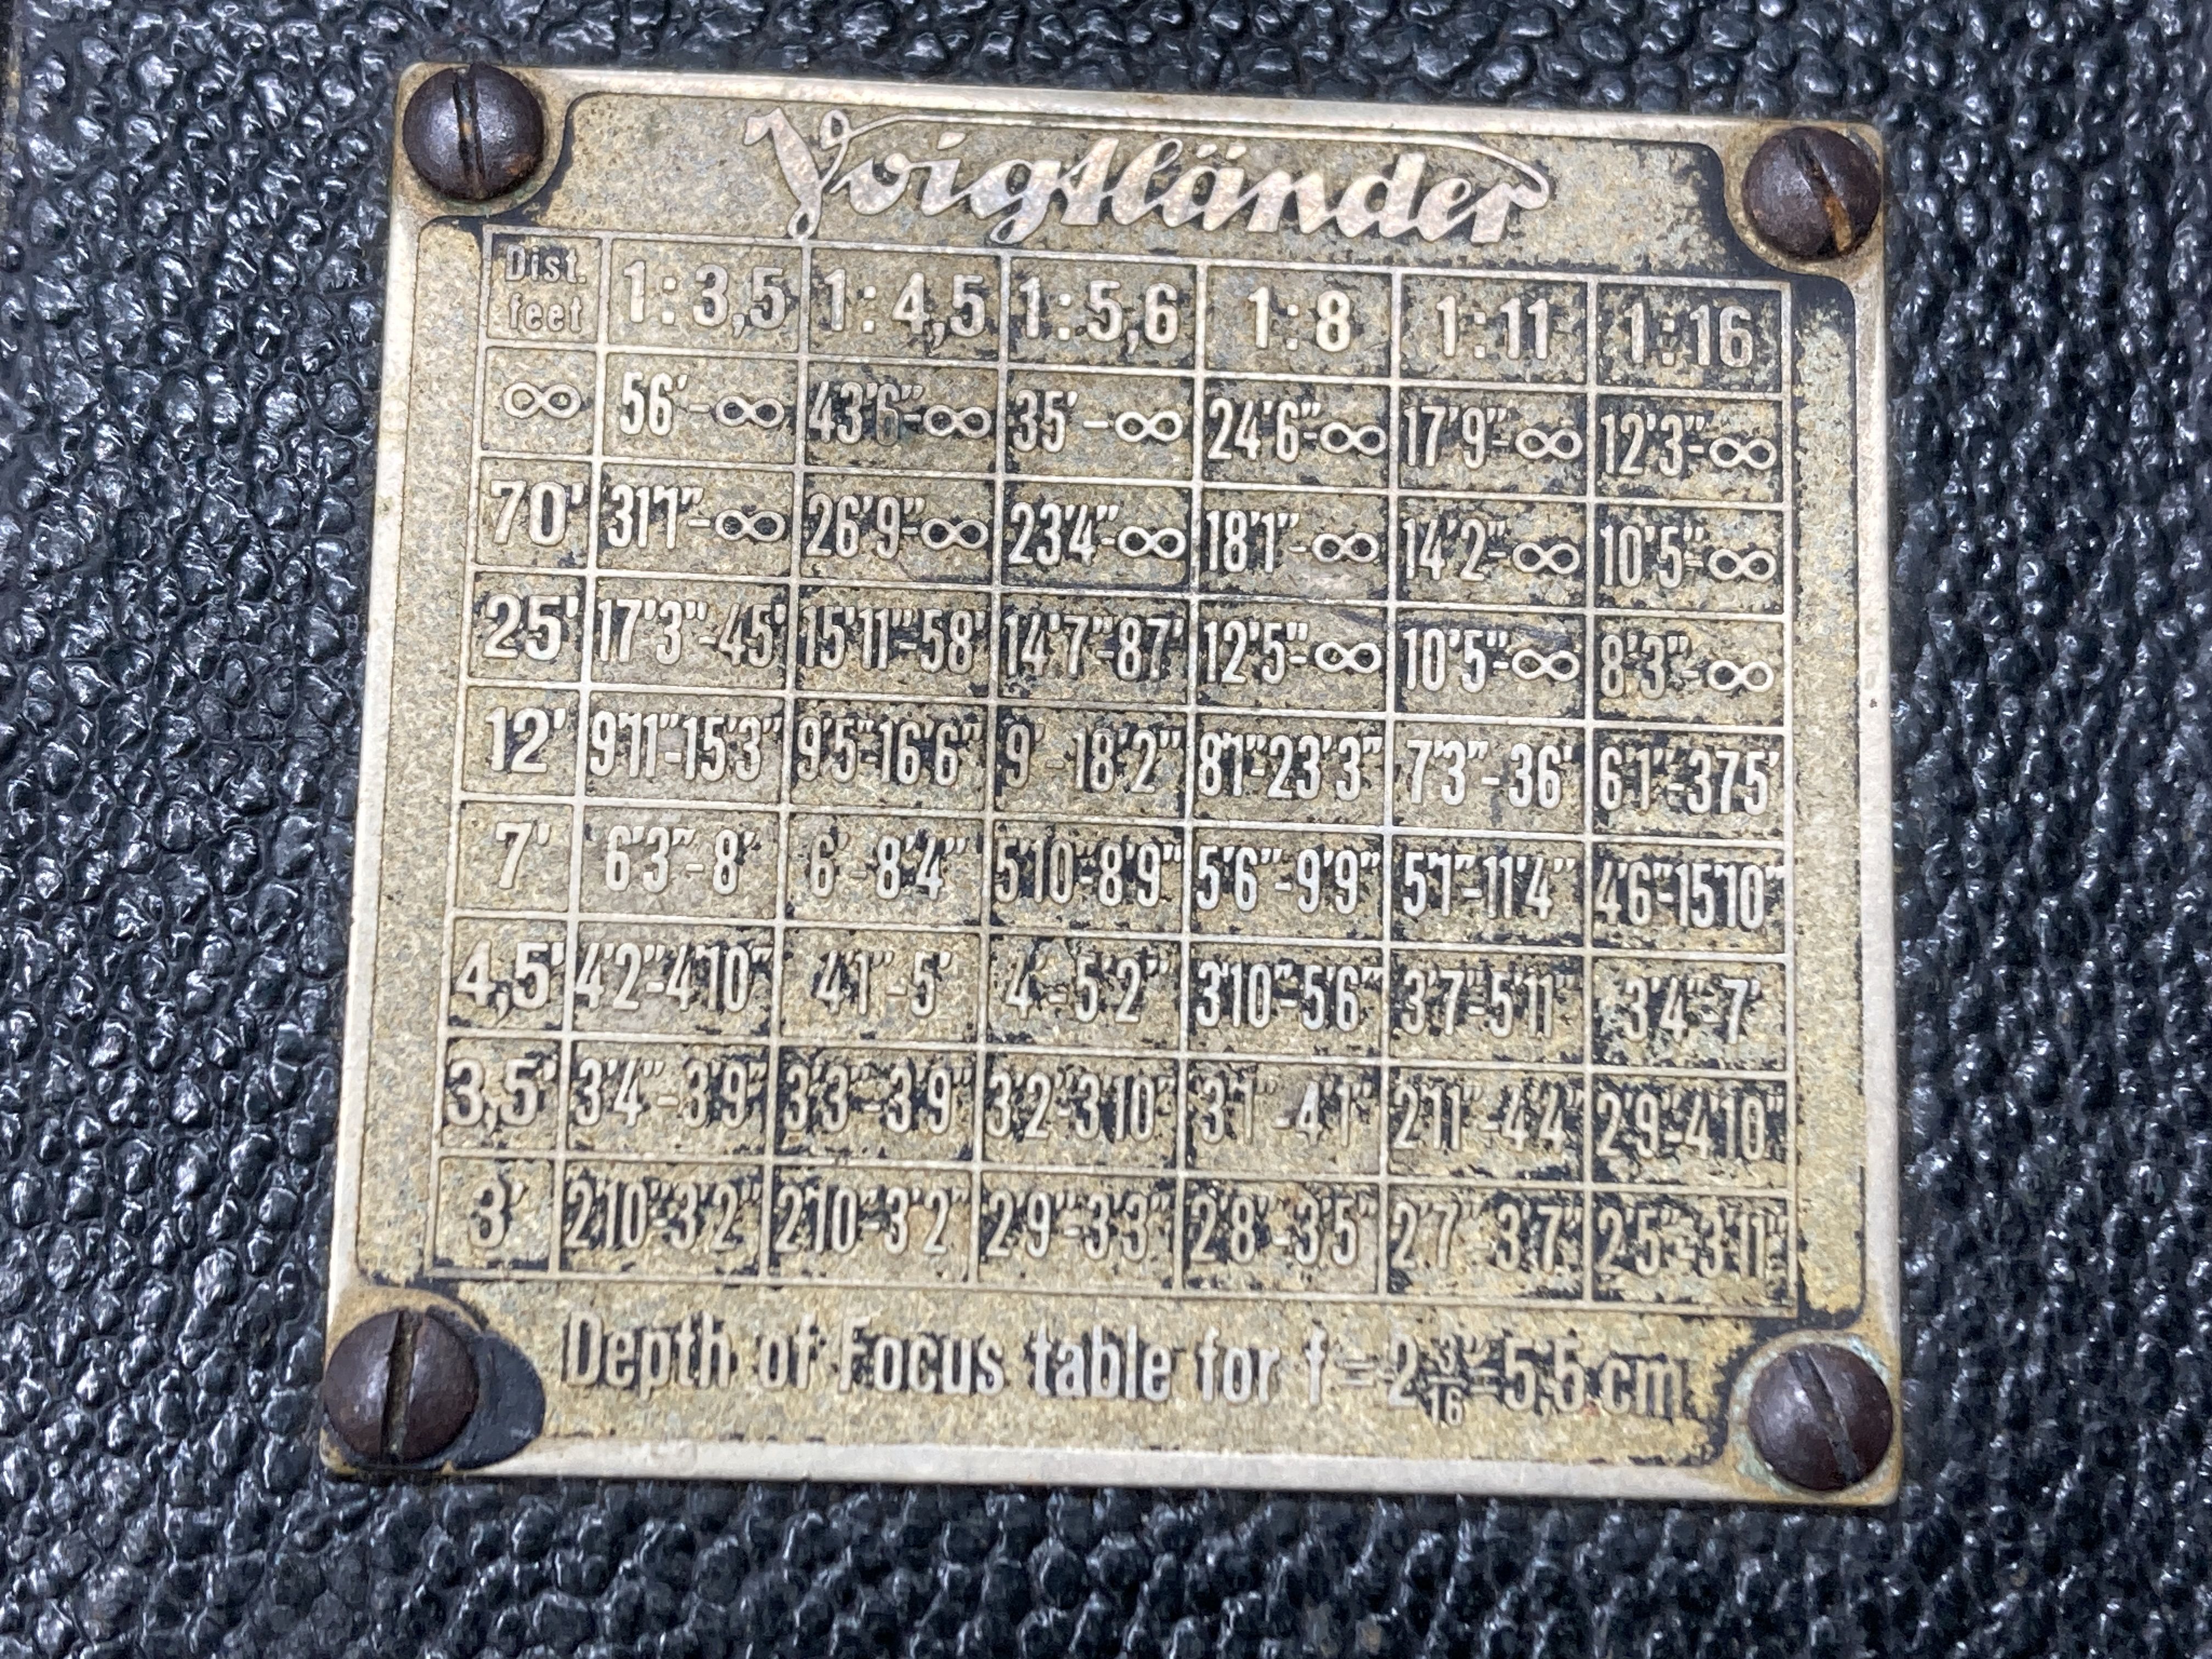 Voigtländer
Dist. feet 1:3,5 1:4,5 1:5,6 1:8 1:11 1:16
∞ 56'-∞ 43'6"-∞ 35'-∞ 24'6"-∞ 17'9"-∞ 12'3"-∞
70' 31'1"-∞ 26'9"-∞ 23'4"-∞ 18'1"-∞ 14'2"-∞ 10'5"-∞
25' 17'3"-45' 15'11"-58' 14'7"-87' 12'5"-∞ 10'5"-∞ 8'3"-∞
12' 9'11"-15'3" 9'5"-16'6" 9'-18'2" 8'1"-23'3" 7'3"-36' 6'1"-375'
7' 6'3"-8' 6'-8'4" 5'10"-8'9" 5'6"-9'9" 5'1"-11'4" 4'6"-15'10"
4,5' 4'2"-4'10" 4'1"-5' 4'-5'2" 3'10"-5'6" 3'7"-5'11" 3'4"-7'
3,5' 3'4"-3'9" 3'3"-3'9" 3'2"-3'10" 3'1"-4'1" 2'11"-4'4" 2'9"-4'10"
3' 2'10"-3'2" 2'10"-3'2" 2'9"-3'3" 2'8"-3'5" 2'7"-3'7" 2'5"-3'11"
Depth of Focus table for f=2 3/16"=5,5 cm